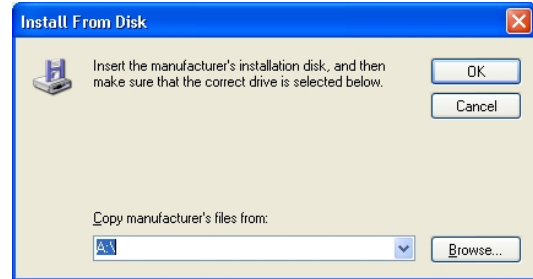 Install From Disk
Insert the manufacturer's installation disk, and then
make sure that the correct drive is selected below.
OK
Cancel
Copy manufacturer's files from:
A:\
Browse...